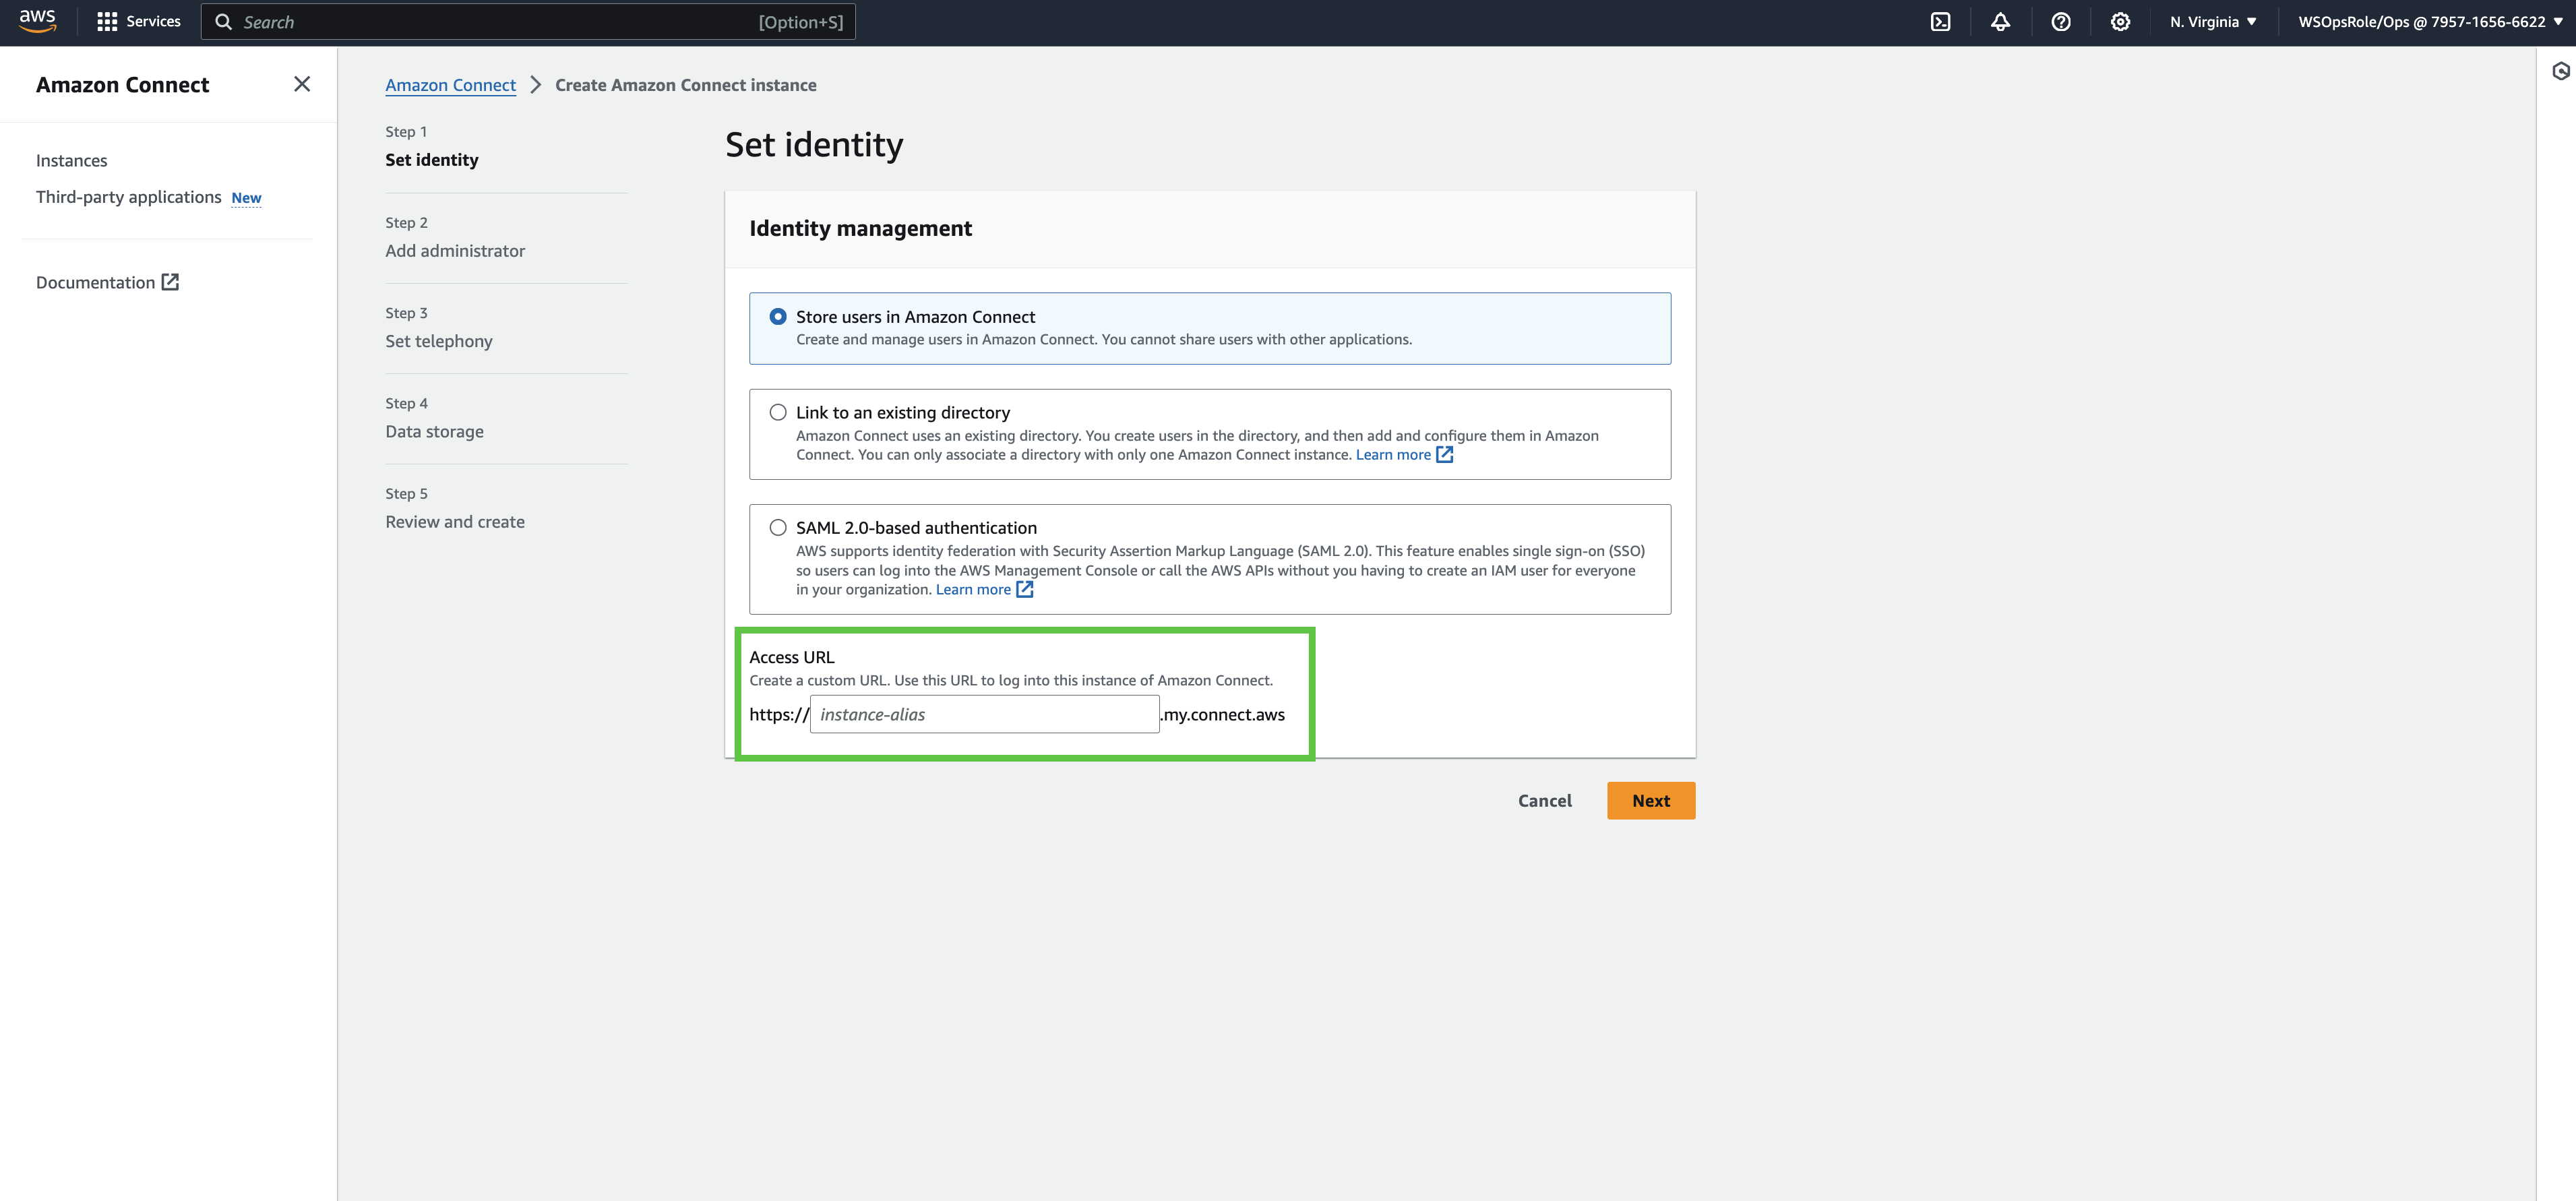 aws
Services
Search
[Option+S]
N. Virginia
WSOpsRole/Ops @ 7957-1656-6622
Amazon Connect
Instances
Third-party applications New
Documentation
Amazon Connect > Create Amazon Connect instance
Step 1
Set identity
Step 2
Add administrator
Step 3
Set telephony
Step 4
Data storage
Step 5
Review and create
Set identity
Identity management
Store users in Amazon Connect
Create and manage users in Amazon Connect. You cannot share users with other applications.
Link to an existing directory
Amazon Connect uses an existing directory. You create users in the directory, and then add and configure them in Amazon
Connect. You can only associate a directory with only one Amazon Connect instance. Learn more
SAML 2.0-based authentication
AWS supports identity federation with Security Assertion Markup Language (SAML 2.0). This feature enables single sign-on (SSO)
so users can log into the AWS Management Console or call the AWS APIs without you having to create an IAM user for everyone
in your organization. Learn more
Access URL
Create a custom URL. Use this URL to log into this instance of Amazon Connect.
https:// instance-alias .my.connect.aws
Cancel
Next